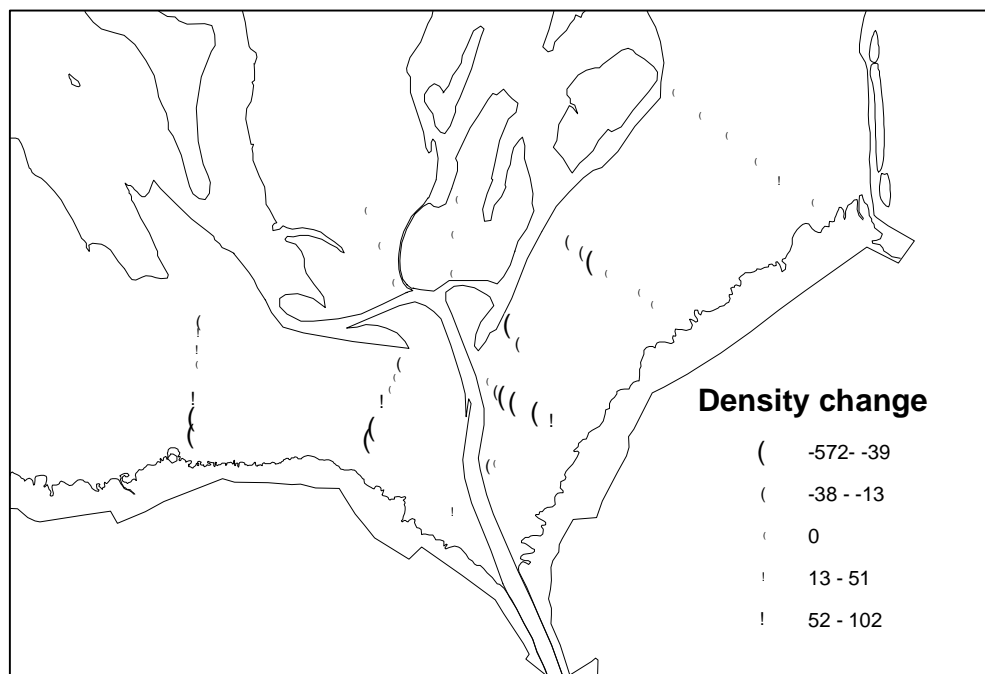 Density change
( -572- -39
( -38 - -13
( 0
! 13 - 51
! 52 - 102